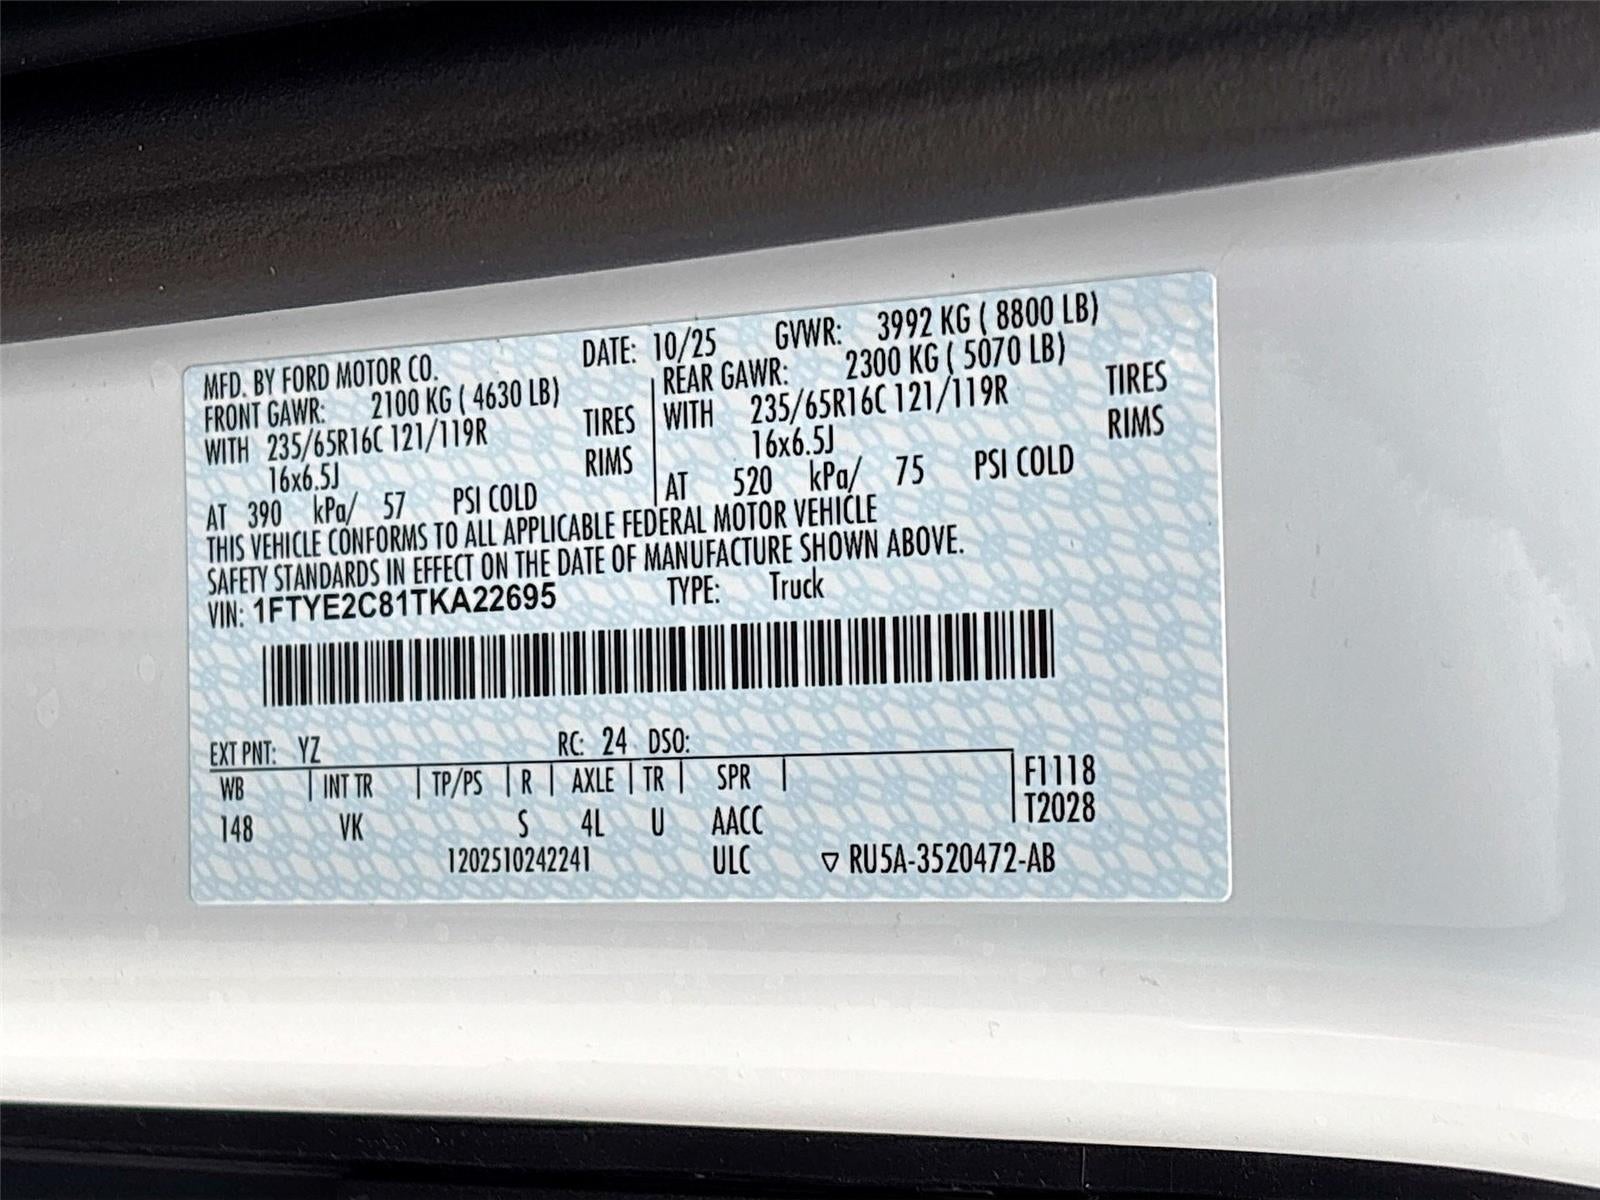 MFD. BY FORD MOTOR CO. DATE: 10/25 GVWR: 3992 KG ( 8800 LB)
FRONT GAWR: 2100 KG ( 4630 LB) REAR GAWR: 2300 KG ( 5070 LB)
WITH 235/65R16C 121/119R TIRES WITH 235/65R16C 121/119R TIRES
16x6.5J RIMS 16x6.5J RIMS
AT 390 kPa/ 57 PSI COLD AT 520 kPa/ 75 PSI COLD
THIS VEHICLE CONFORMS TO ALL APPLICABLE FEDERAL MOTOR VEHICLE
SAFETY STANDARDS IN EFFECT ON THE DATE OF MANUFACTURE SHOWN ABOVE.
VIN: 1FTYE2C81TKA22695 TYPE: Truck
EXT PNT: YZ RC: 24 DSO:
WB INT TR TP/PS R AXLE TR SPR F1118
148 VK S 4L U AACC T2028
1202510242241 ULC ▽ RU5A-3520472-AB